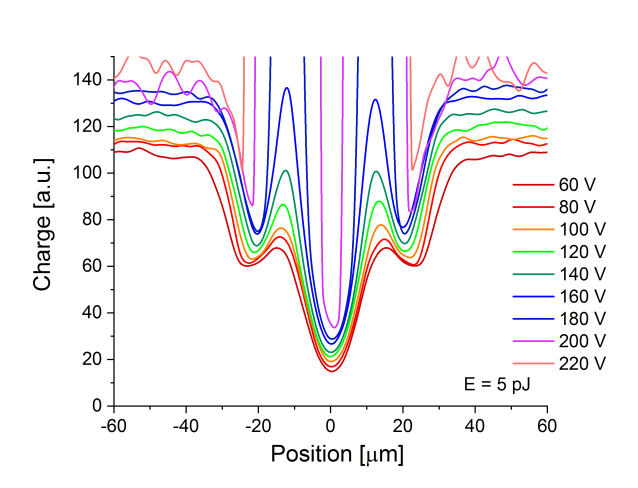 140
120
100
80
60
40
20
0
Charge [a.u.]
60 V
80 V
100 V
120 V
140 V
160 V
180 V
200 V
220 V
E = 5 pJ
-60 -40 -20 0 20 40 60
Position [μm]